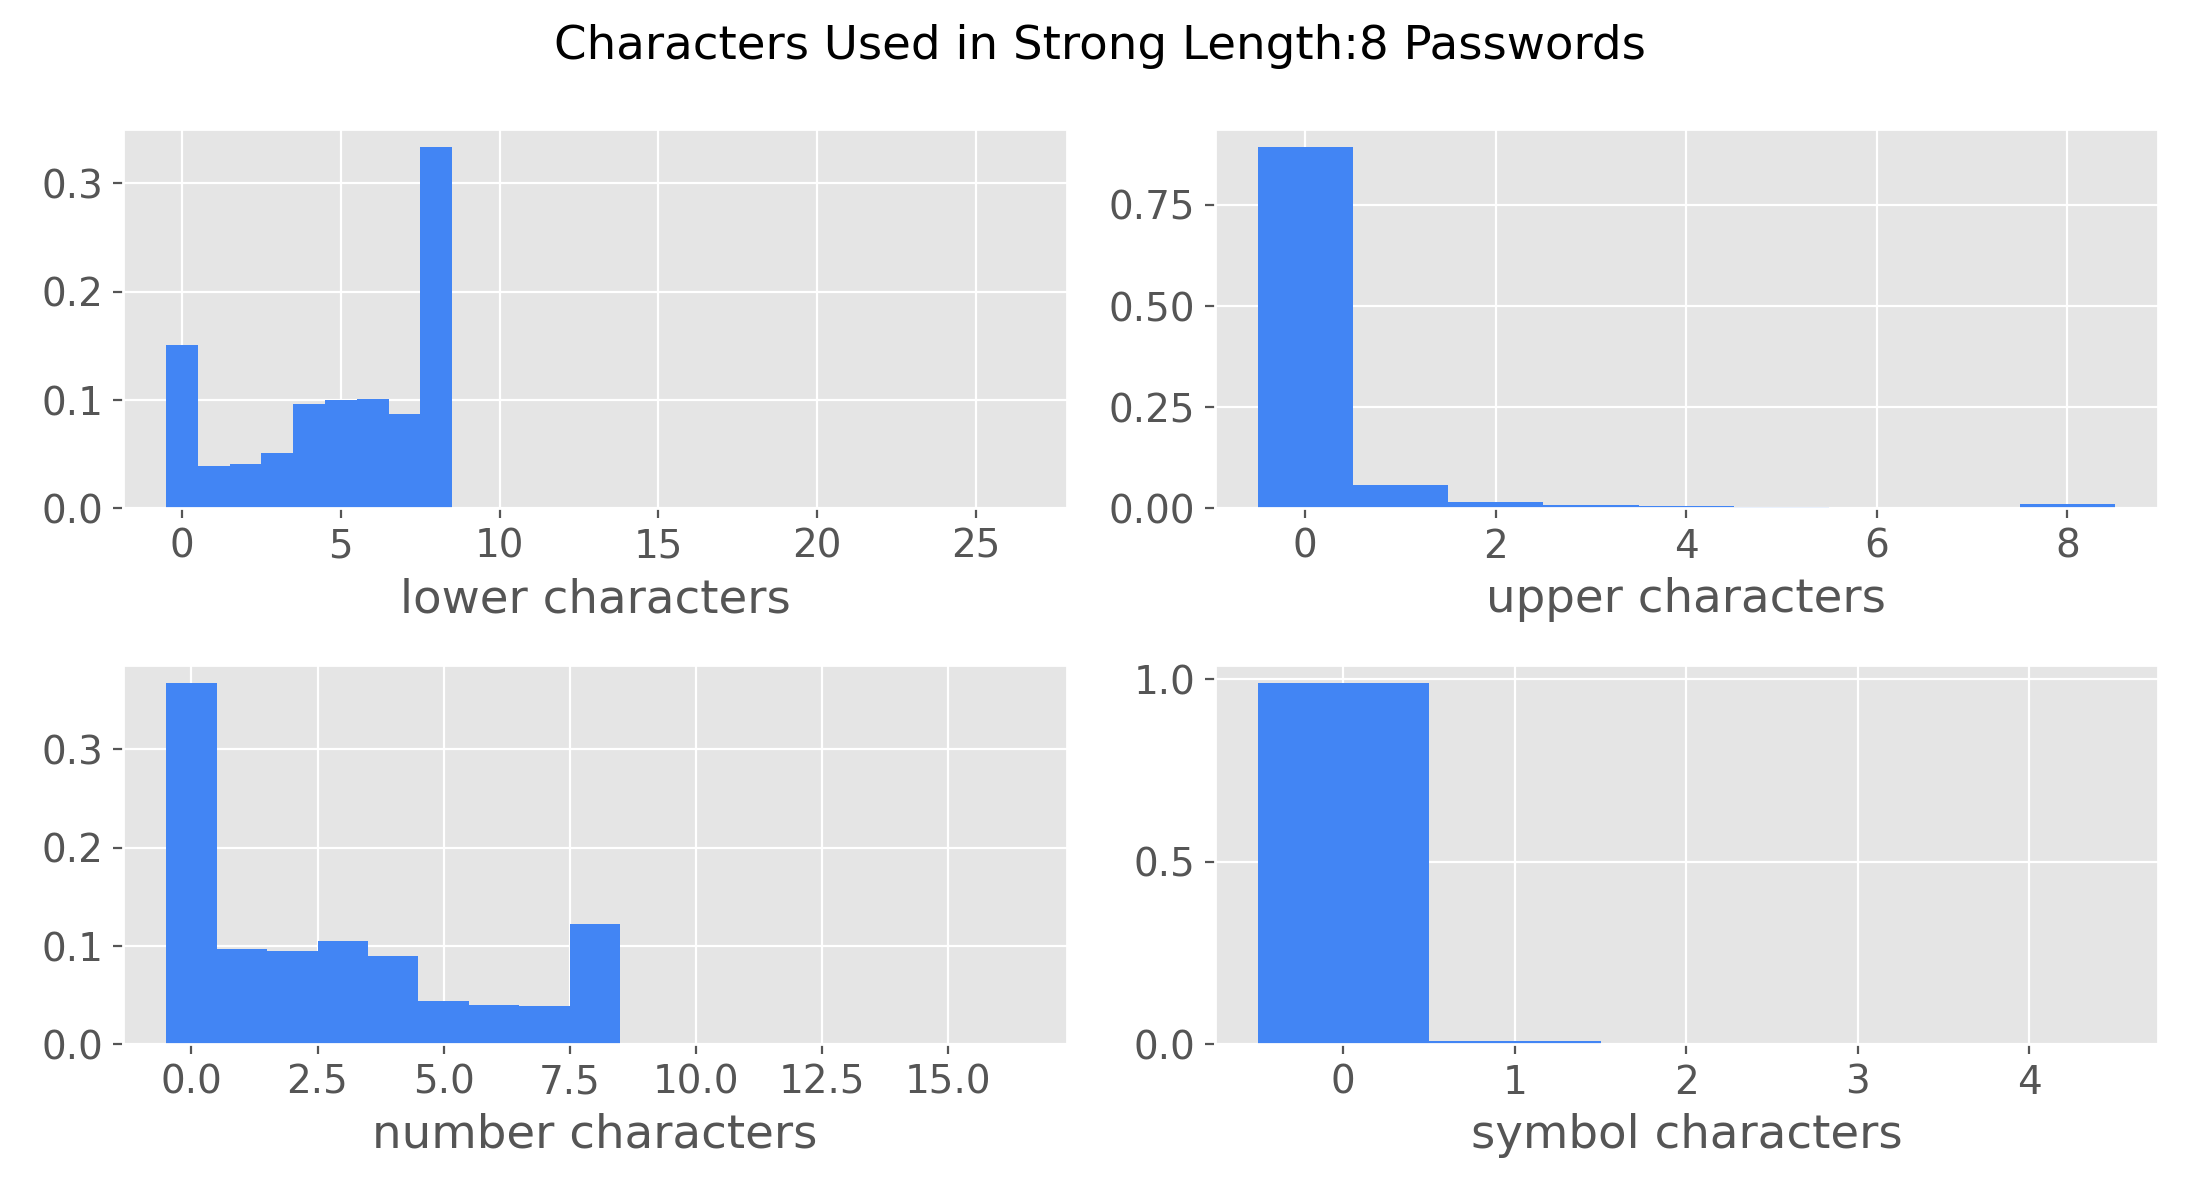 Characters Used in Strong Length:8 Passwords
0.3
0.2
0.1
0.0
0 5 10 15 20 25
lower characters
0.75
0.50
0.25
0.00
0 2 4 6 8
upper characters
0.3
0.2
0.1
0.0
0.0 2.5 5.0 7.5 10.0 12.5 15.0
number characters
1.0
0.5
0.0
0 1 2 3 4
symbol characters